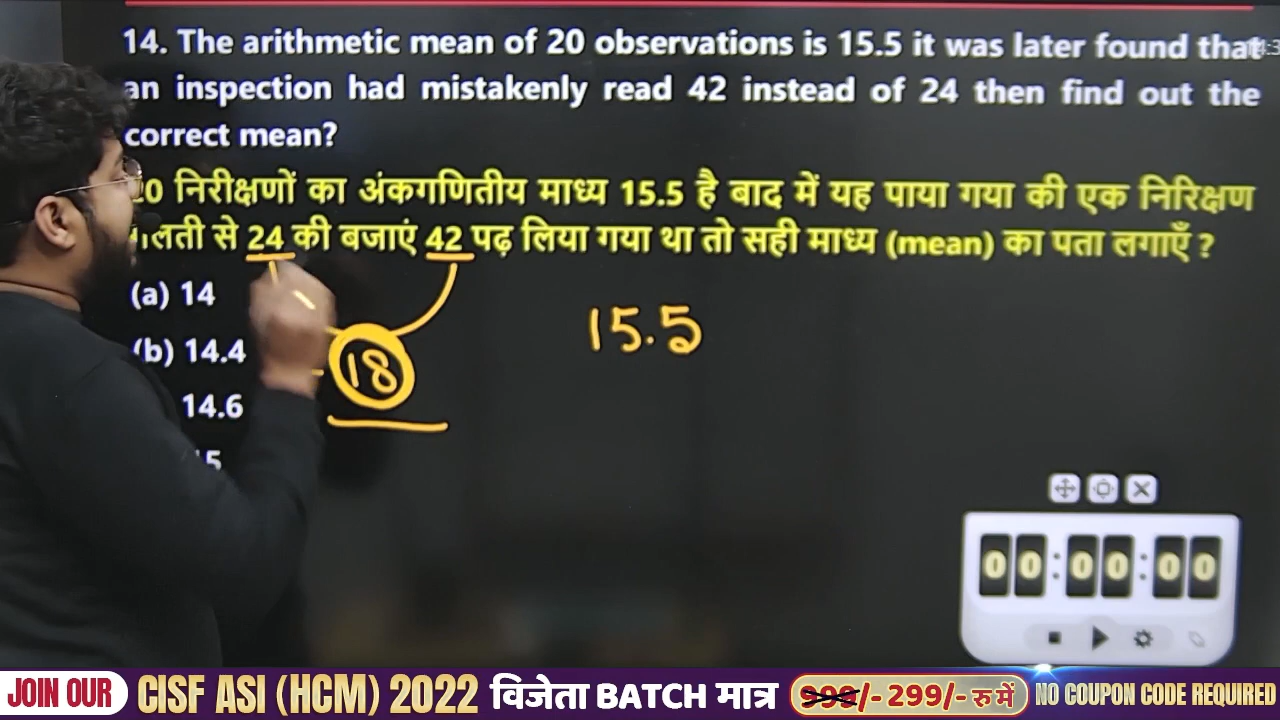 14. The arithmetic mean of 20 observations is 15.5 it was later found that
an inspection had mistakenly read 42 instead of 24 then find out the
correct mean?
20 निरीक्षणों का अंकगणितीय माध्य 15.5 है बाद में यह पाया गया की एक निरिक्षण
से 24 की बजाएं 42 पढ़ लिया गया था तो सही माध्य (mean) का पता लगाएँ ?
(a) 14
(b) 14.4
14.6
15
18
15.5
00:00:00
JOIN OUR CISF ASI (HCM) 2022 विजेता BATCH मात्र 999/- 299/- रु में NO COUPON CODE REQUIRED